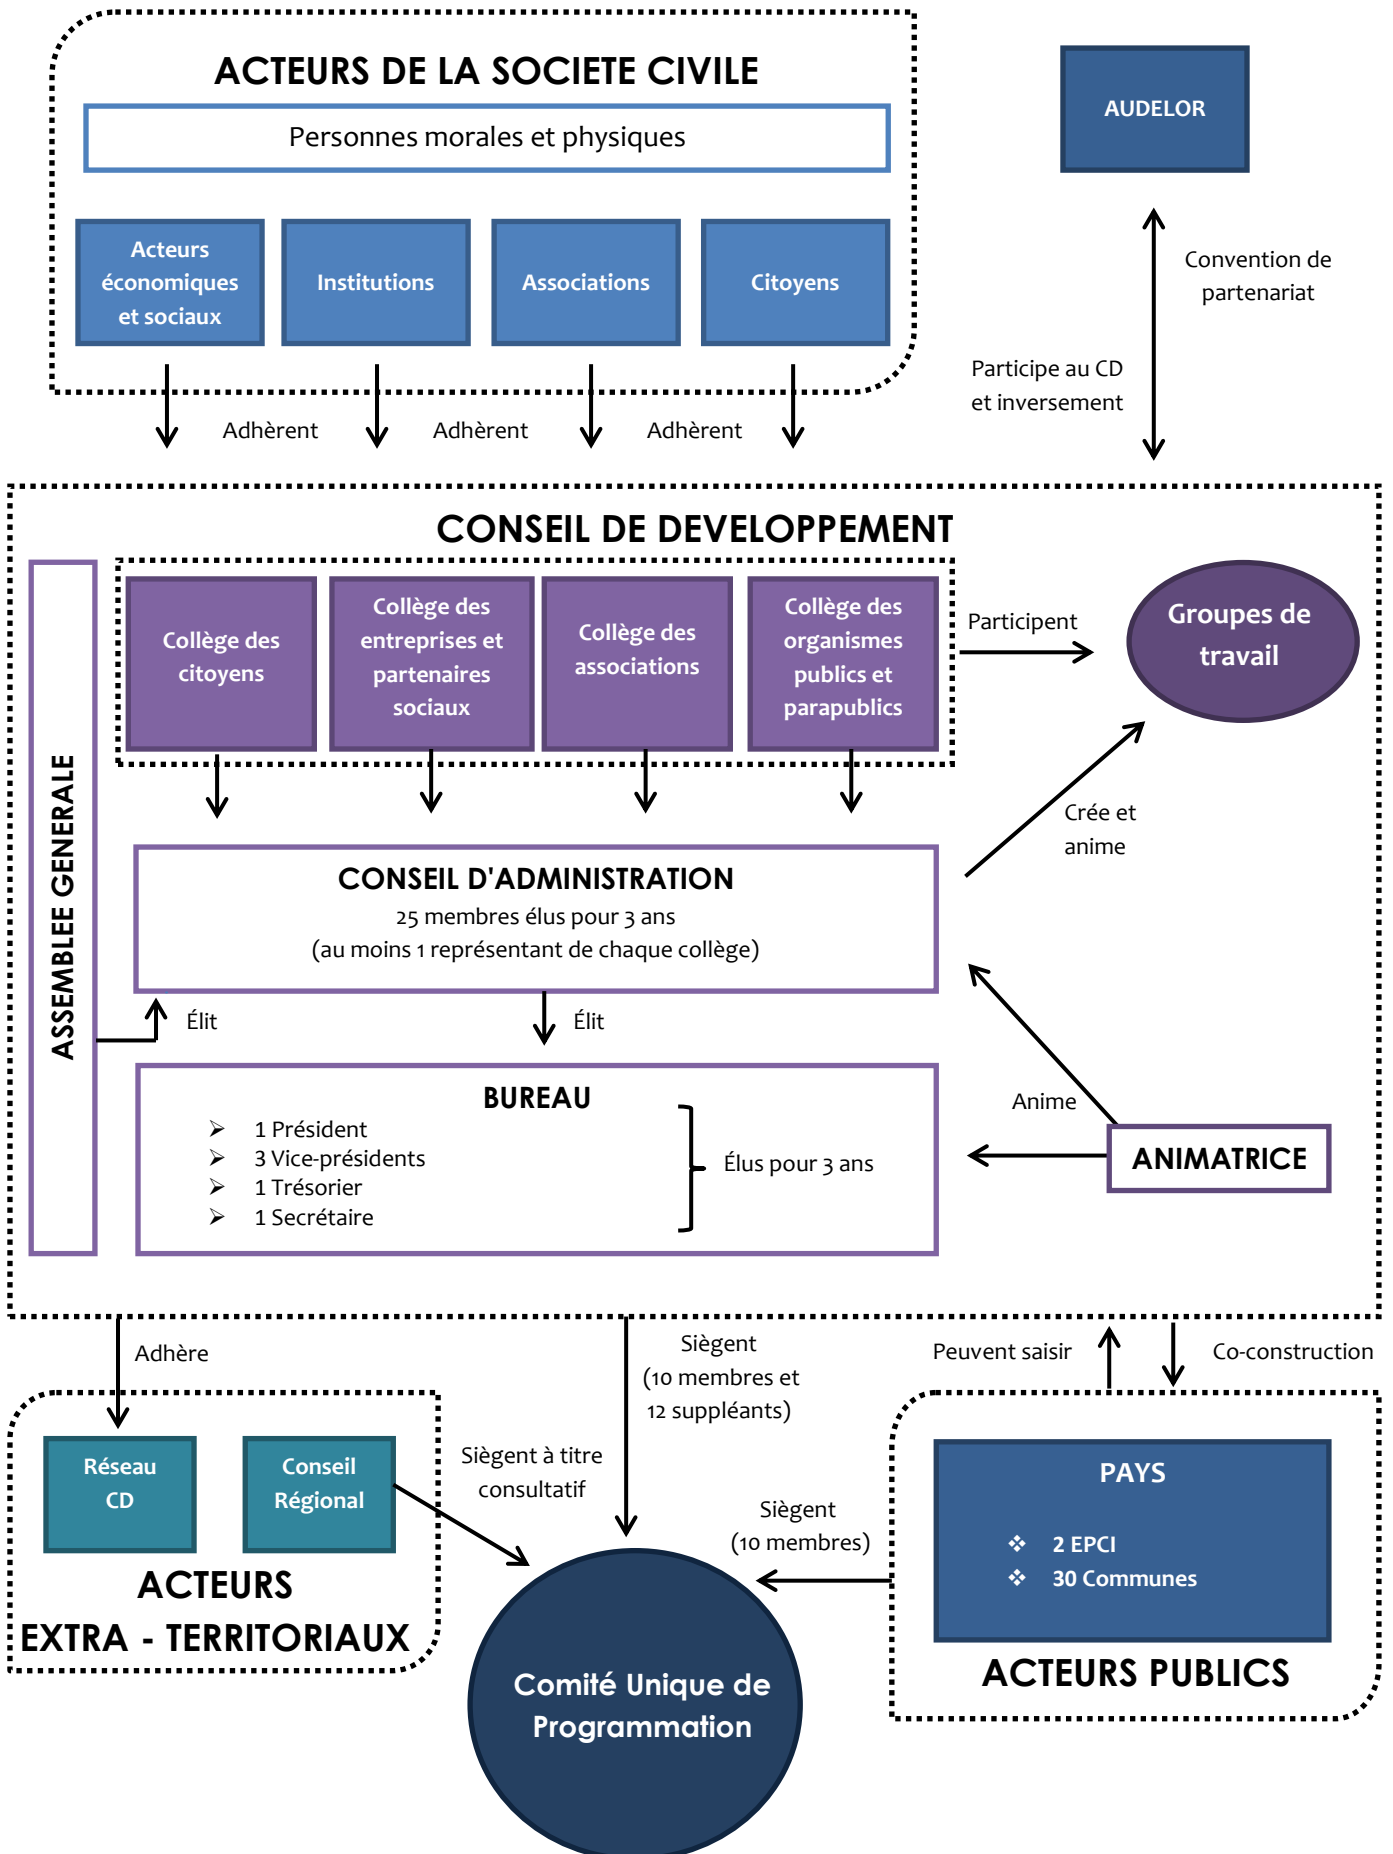 ACTEURS DE LA SOCIETE CIVILE
Personnes morales et physiques
Acteurs
économiques
et sociaux
Institutions
Associations
Citoyens
AUDELOR
Convention de
partenariat
Participe au CD
et inversement
Adhèrent
Adhèrent
Adhèrent
CONSEIL DE DEVELOPPEMENT
ASSEMBLEE GENERALE
Collège des
citoyens
Collège des
entreprises et
partenaires
sociaux
Collège des
associations
Collège des
organismes
publics et
parapublics
Participent
Groupes de
travail
Crée et
anime
CONSEIL D'ADMINISTRATION
25 membres élus pour 3 ans
(au moins 1 représentant de chaque collège)
Élit
Élit
BUREAU
➢ 1 Président
➢ 3 Vice-présidents
➢ 1 Trésorier
➢ 1 Secrétaire
Élus pour 3 ans
Anime
ANIMATRICE
Adhère
Siègent
(10 membres et
12 suppléants)
Peuvent saisir
Co-construction
Réseau
CD
Conseil
Régional
ACTEURS
EXTRA - TERRITORIAUX
Siègent à titre
consultatif
Siègent
(10 membres)
PAYS
❖ 2 EPCI
❖ 30 Communes
ACTEURS PUBLICS
Comité Unique de
Programmation